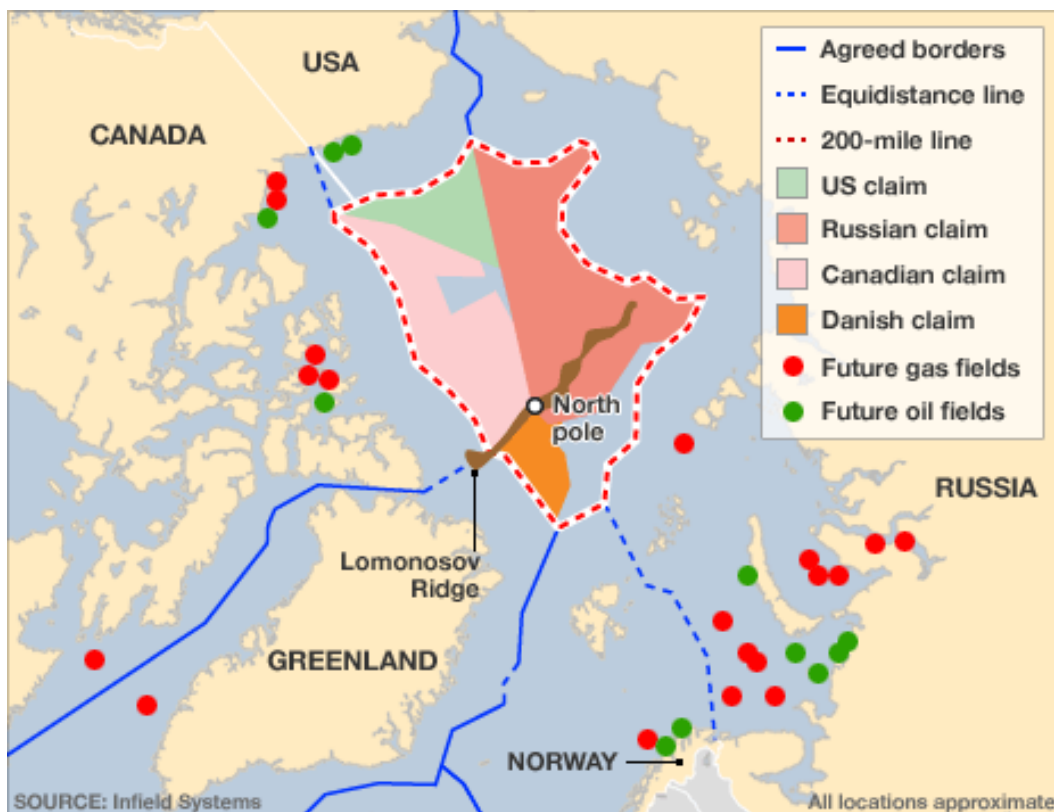 USA
CANADA
Agreed borders
Equidistance line
200-mile line
US claim
Russian claim
Canadian claim
Danish claim
Future gas fields
Future oil fields
North
pole
RUSSIA
Lomonosov
Ridge
GREENLAND
NORWAY
SOURCE: Infield Systems
All locations approximate